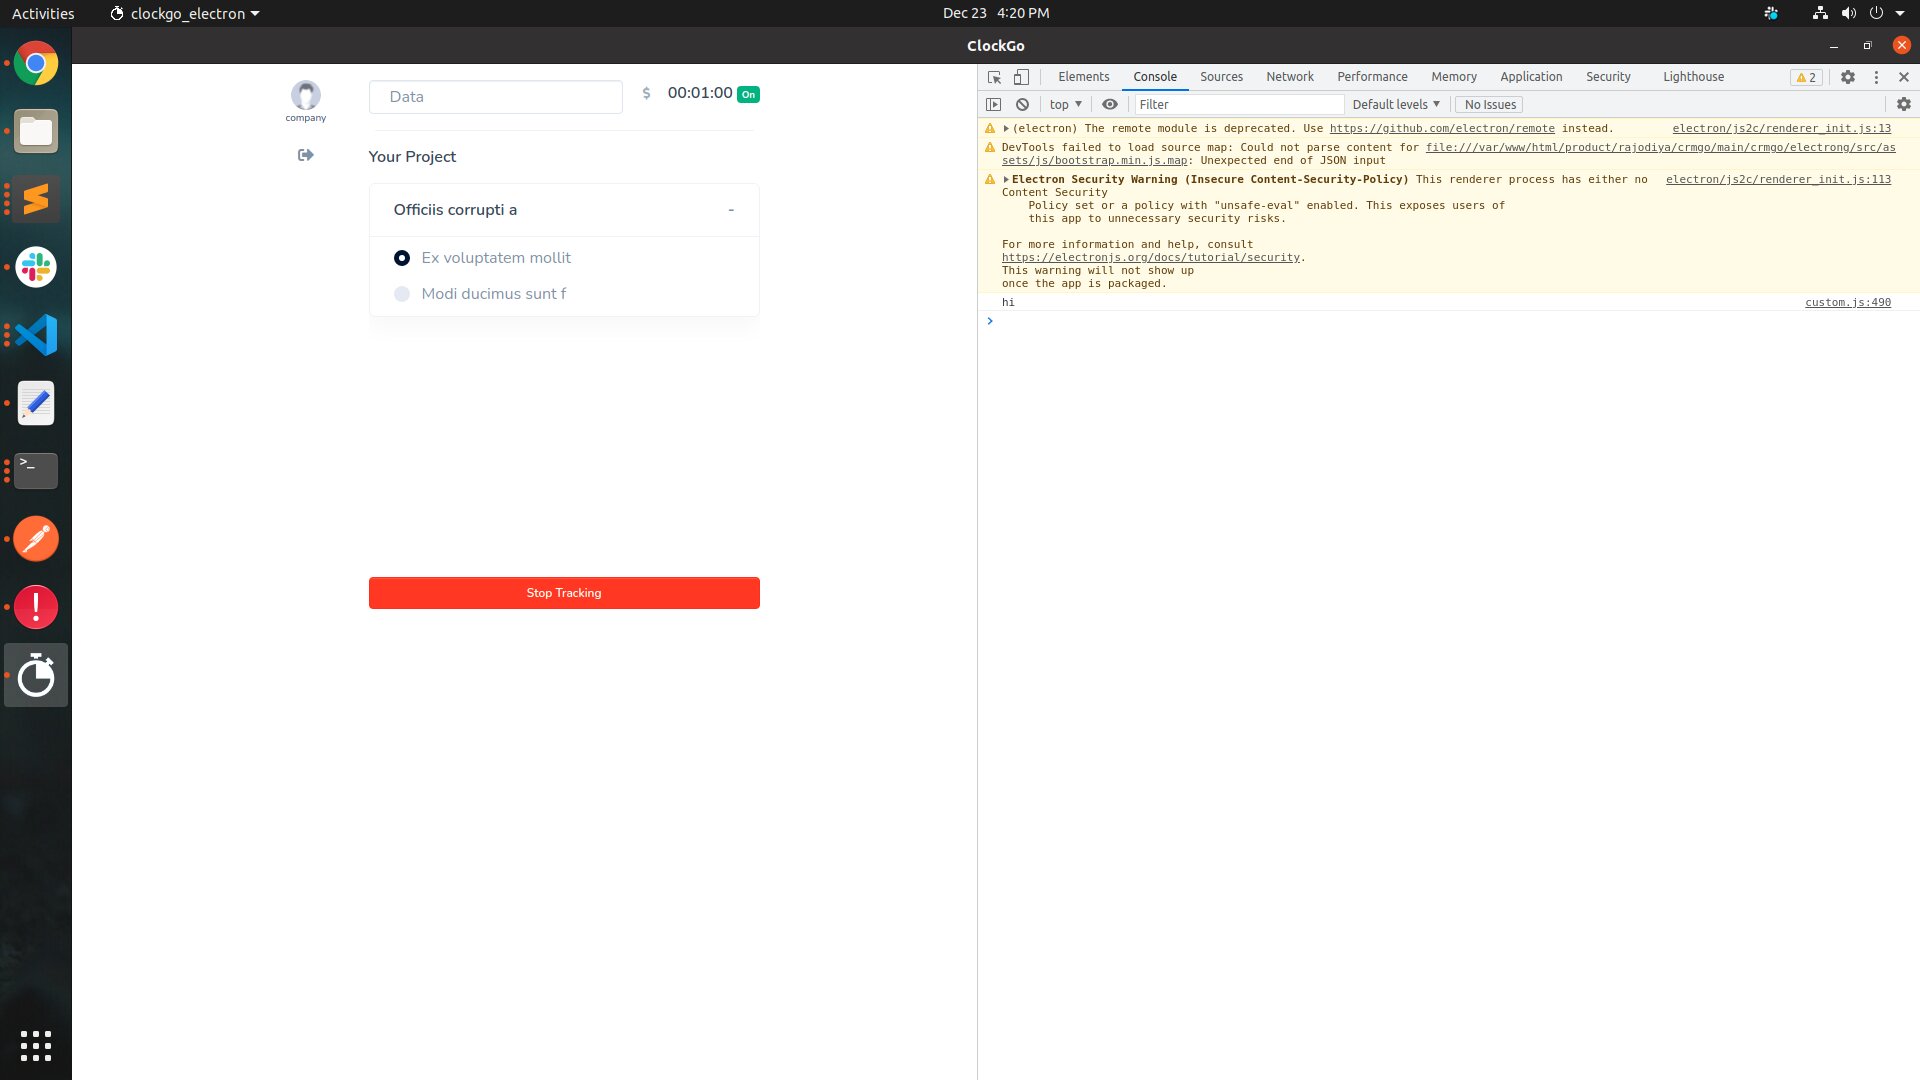 Activities
clockgo_electron
Dec 23 4:20 PM
ClockGo
company
Data
$ 00:01:00 On
Your Project
Officiis corrupti a -
Ex voluptatem mollit
Modi ducimus sunt f
Stop Tracking
Elements Console Sources Network Performance Memory Application Security Lighthouse 2
top Filter Default levels No Issues
(electron) The remote module is deprecated. Use https://github.com/electron/remote instead. electron/js2c/renderer_init.js:13
DevTools failed to load source map: Could not parse content for file:///var/www/html/product/rajodiya/crmgo/main/crmgo/electrong/src/as
sets/js/bootstrap.min.js.map: Unexpected end of JSON input
Electron Security Warning (Insecure Content-Security-Policy) This renderer process has either no electron/js2c/renderer_init.js:113
Content Security
Policy set or a policy with "unsafe-eval" enabled. This exposes users of
this app to unnecessary security risks.
For more information and help, consult
https://electronjs.org/docs/tutorial/security.
This warning will not show up
once the app is packaged.
hi custom.js:490
>